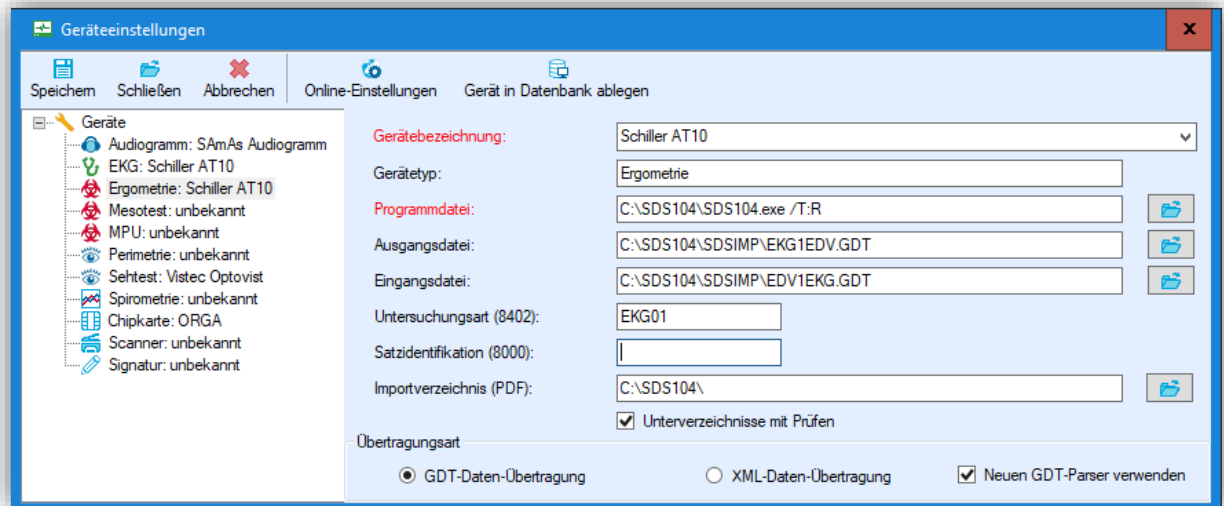 Geräteeinstellungen
Speichern Schließen Abbrechen Online-Einstellungen Gerät in Datenbank ablegen
Geräte
Audiogramm: SAmAs Audiogramm
EKG: Schiller AT10
Ergometrie: Schiller AT10
Mesotest: unbekannt
MPU: unbekannt
Perimetrie: unbekannt
Sehtest: Vistec Optovist
Spirometrie: unbekannt
Chipkarte: ORGA
Scanner: unbekannt
Signatur: unbekannt
Gerätebezeichnung: Schiller AT10
Gerätetyp: Ergometrie
Programmdatei: C:\SDS104\SDS104.exe /T:R
Ausgangsdatei: C:\SDS104\SDSIMP\EKG1EDV.GDT
Eingangsdatei: C:\SDS104\SDSIMP\EDV1EKG.GDT
Untersuchungsart (8402): EKG01
Satzidentifikation (8000):
Importverzeichnis (PDF): C:\SDS104\
Unterverzeichnisse mit Prüfen
Übertragungsart
GDT-Daten-Übertragung XML-Daten-Übertragung Neuen GDT-Parser verwenden